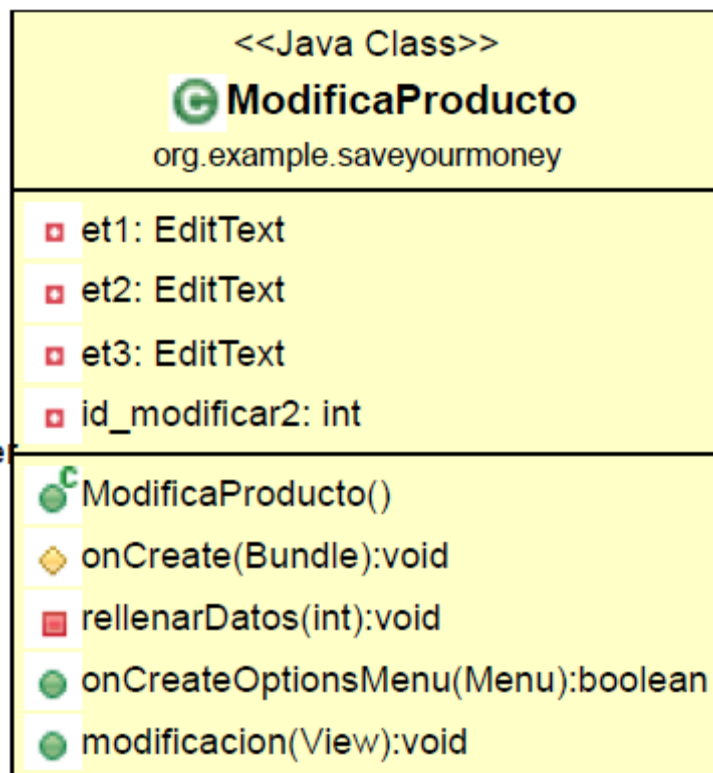 <<Java Class>>
ModificaProducto
org.example.saveyourmoney
et1: EditText
et2: EditText
et3: EditText
id_modificar2: int
er
ModificaProducto()
onCreate(Bundle):void
rellenarDatos(int):void
onCreateOptionsMenu(Menu):boolean
modificacion(View):void